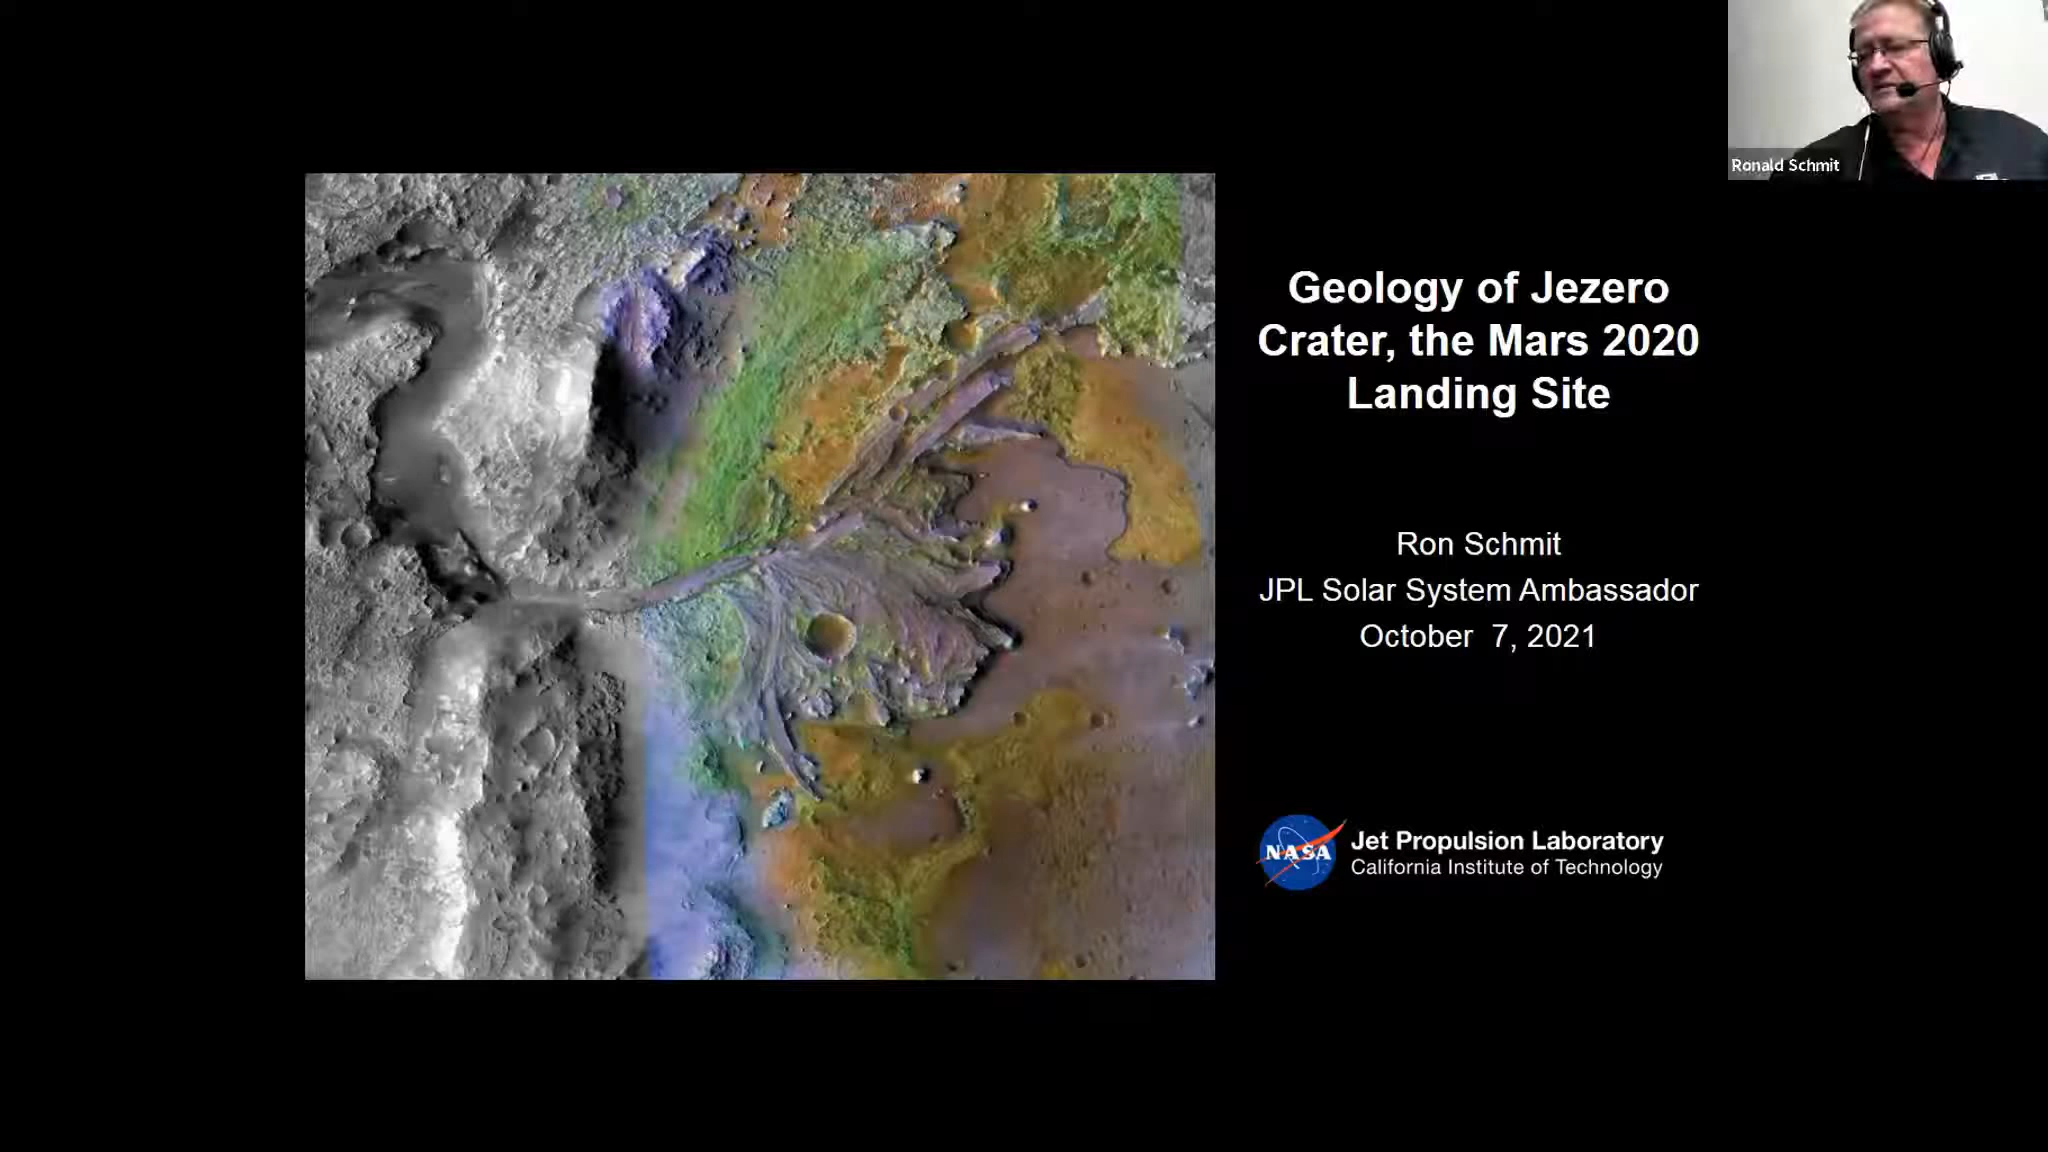 Ronald Schmit
Geology of Jezero
Crater, the Mars 2020
Landing Site
Ron Schmit
JPL Solar System Ambassador
October 7, 2021
NASA
Jet Propulsion Laboratory
California Institute of Technology